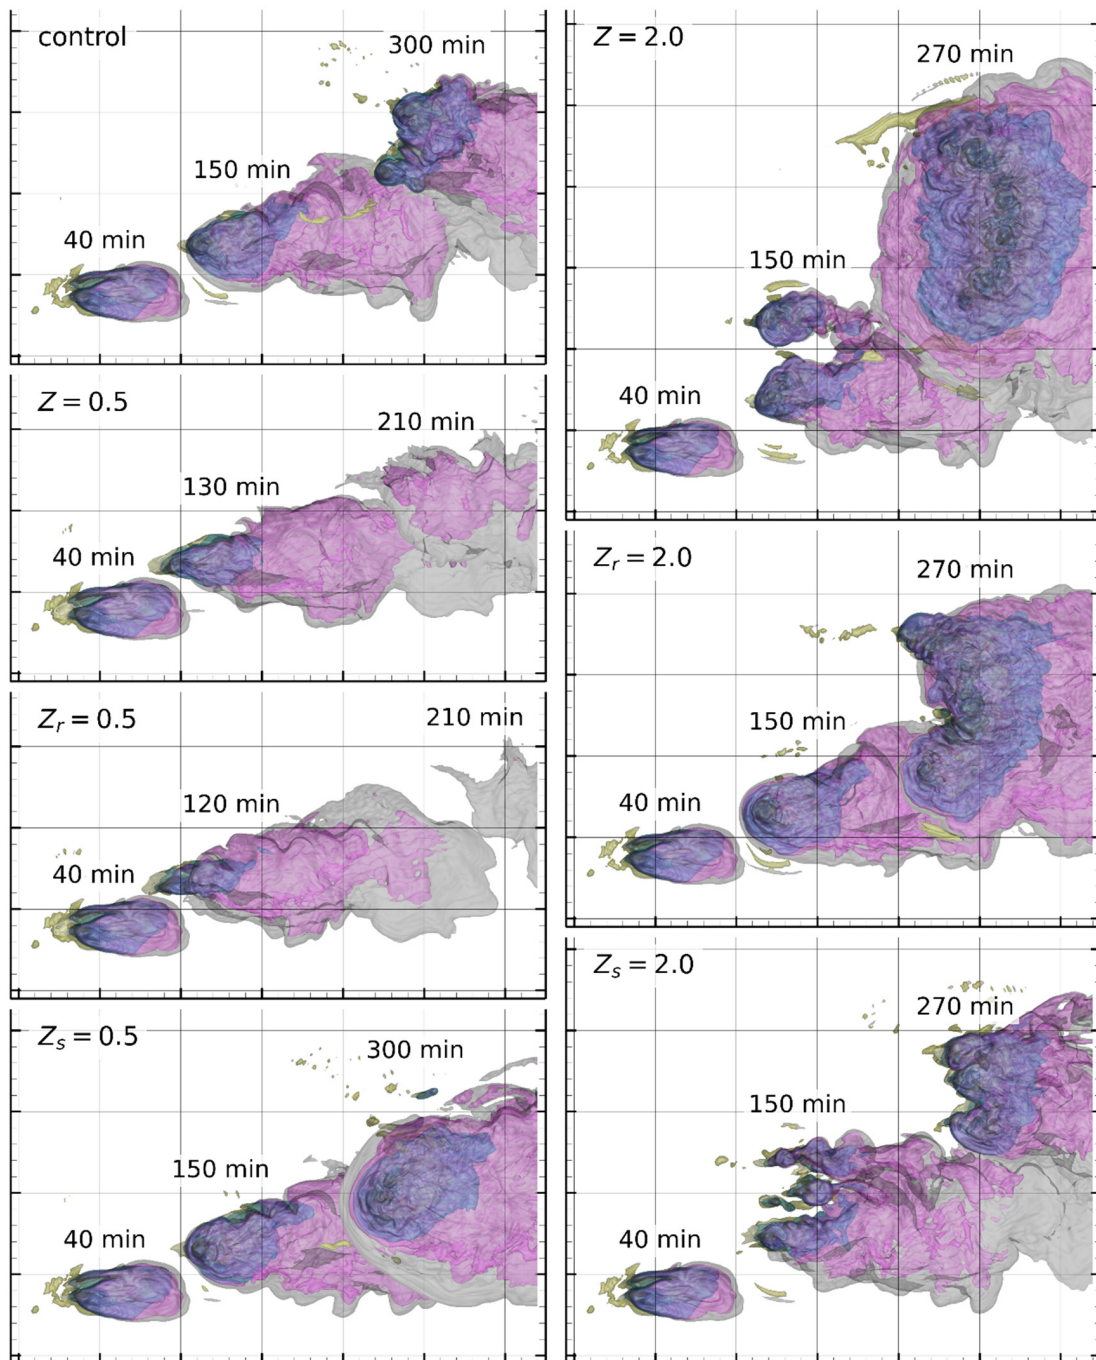 control
300 min
150 min
40 min
Z = 0.5
210 min
130 min
40 min
Z_r = 0.5
210 min
120 min
40 min
Z_s = 0.5
300 min
150 min
40 min
Z = 2.0
270 min
150 min
40 min
Z_r = 2.0
270 min
150 min
40 min
Z_s = 2.0
270 min
150 min
40 min